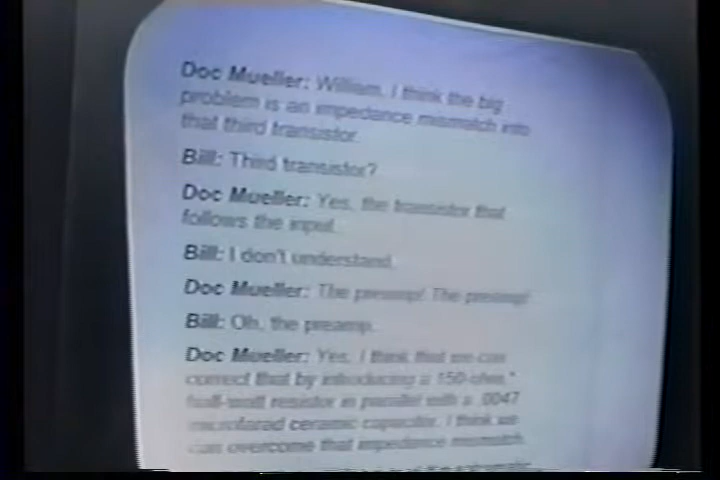 Doc Mueller: William, I think the big
problem is an impedance mismatch into
that third transistor.
Bill: Third transistor?
Doc Mueller: Yes, the transistor that
follows the input.
Bill: I don't understand.
Doc Mueller: The preamp! The preamp!
Bill: Oh, the preamp.
Doc Mueller: Yes, I think that we can
correct that by introducing a 150-ohm,
half-watt resistor in parallel with a .0047
microfarad ceramic capacitor. I think we
can overcome that impedance mismatch.